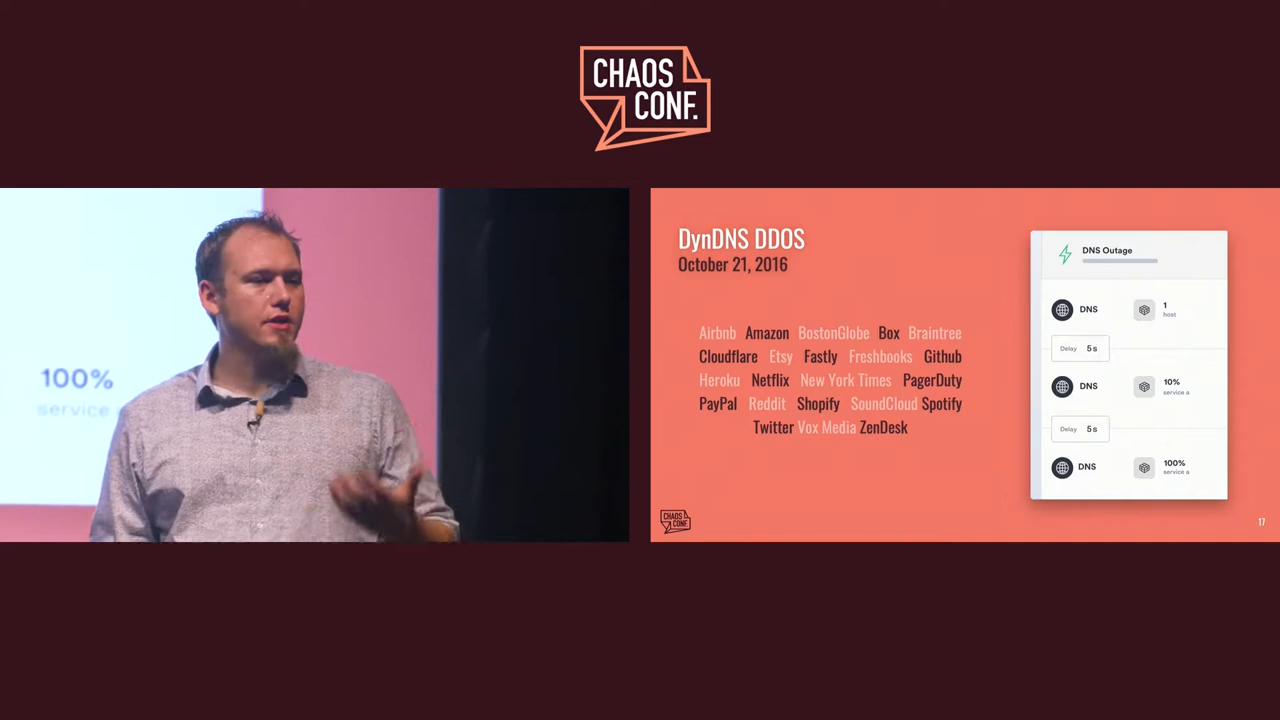 CHAOS
CONF.
100%
service a
DynDNS DDOS
October 21, 2016
Airbnb Amazon BostonGlobe Box Braintree
Cloudflare Etsy Fastly Freshbooks Github
Heroku Netflix New York Times PagerDuty
PayPal Reddit Shopify SoundCloud Spotify
Twitter Vox Media ZenDesk
DNS Outage
DNS 1
host
Delay 5 s
DNS 10%
service a
Delay 5 s
DNS 100%
service a
CHAOS
CONF.
17